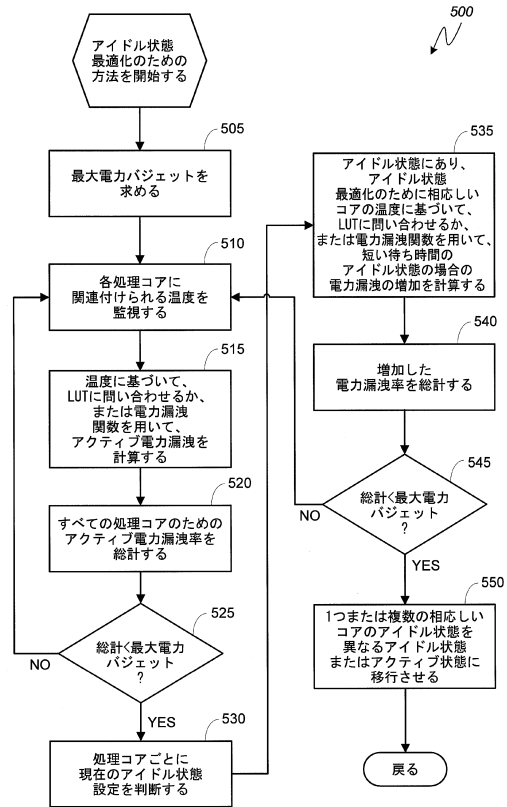 500
アイドル状態
最適化のための
方法を開始する
505
最大電力バジェットを
求める
510
各処理コアに
関連付けられる温度を
監視する
515
温度に基づいて、
LUTに問い合わせるか、
または電力漏洩
関数を用いて、
アクティブ電力漏洩を
計算する
520
すべての処理コアのための
アクティブ電力漏洩率を
総計する
525
総計<最大電力
バジェット
?
NO
YES
530
処理コアごとに
現在のアイドル状態
設定を判断する
535
アイドル状態にあり、
アイドル状態
最適化のために相応しい
コアの温度に基づいて、
LUTに問い合わせるか、
または電力漏洩関数を用いて、
短い待ち時間の
アイドル状態の場合の
電力漏洩の増加を計算する
540
増加した
電力漏洩率を総計する
545
総計<最大電力
バジェット
?
NO
YES
550
1つまたは複数の相応しい
コアのアイドル状態を
異なるアイドル状態
またはアクティブ状態に
移行させる
戻る